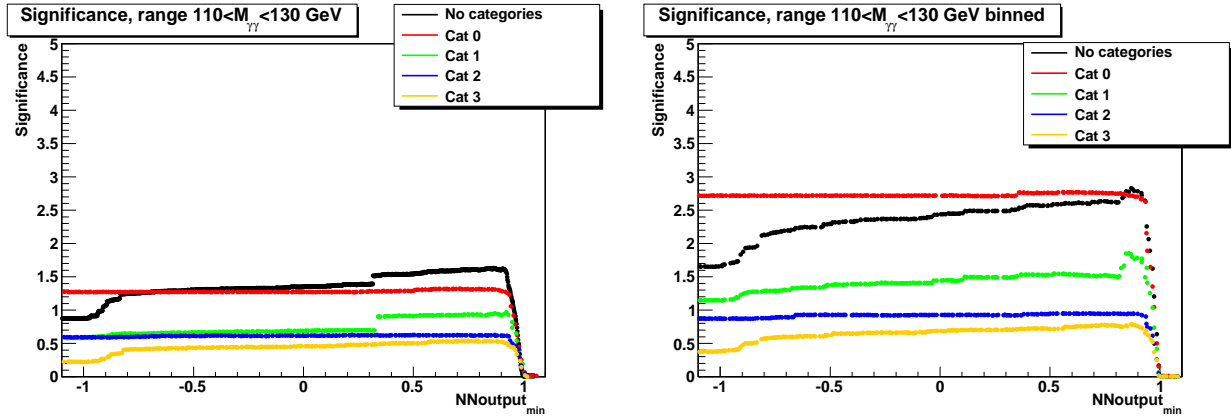 Significance, range 110<Mγγ<130 GeV
No categories
Cat 0
Cat 1
Cat 2
Cat 3
Significance
5
4.5
4
3.5
3
2.5
2
1.5
1
0.5
0
-1
-0.5
0
0.5
1
NNoutput_min
Significance, range 110<Mγγ<130 GeV binned
No categories
Cat 0
Cat 1
Cat 2
Cat 3
Significance
5
4.5
4
3.5
3
2.5
2
1.5
1
0.5
0
-1
-0.5
0
0.5
1
NNoutput_min